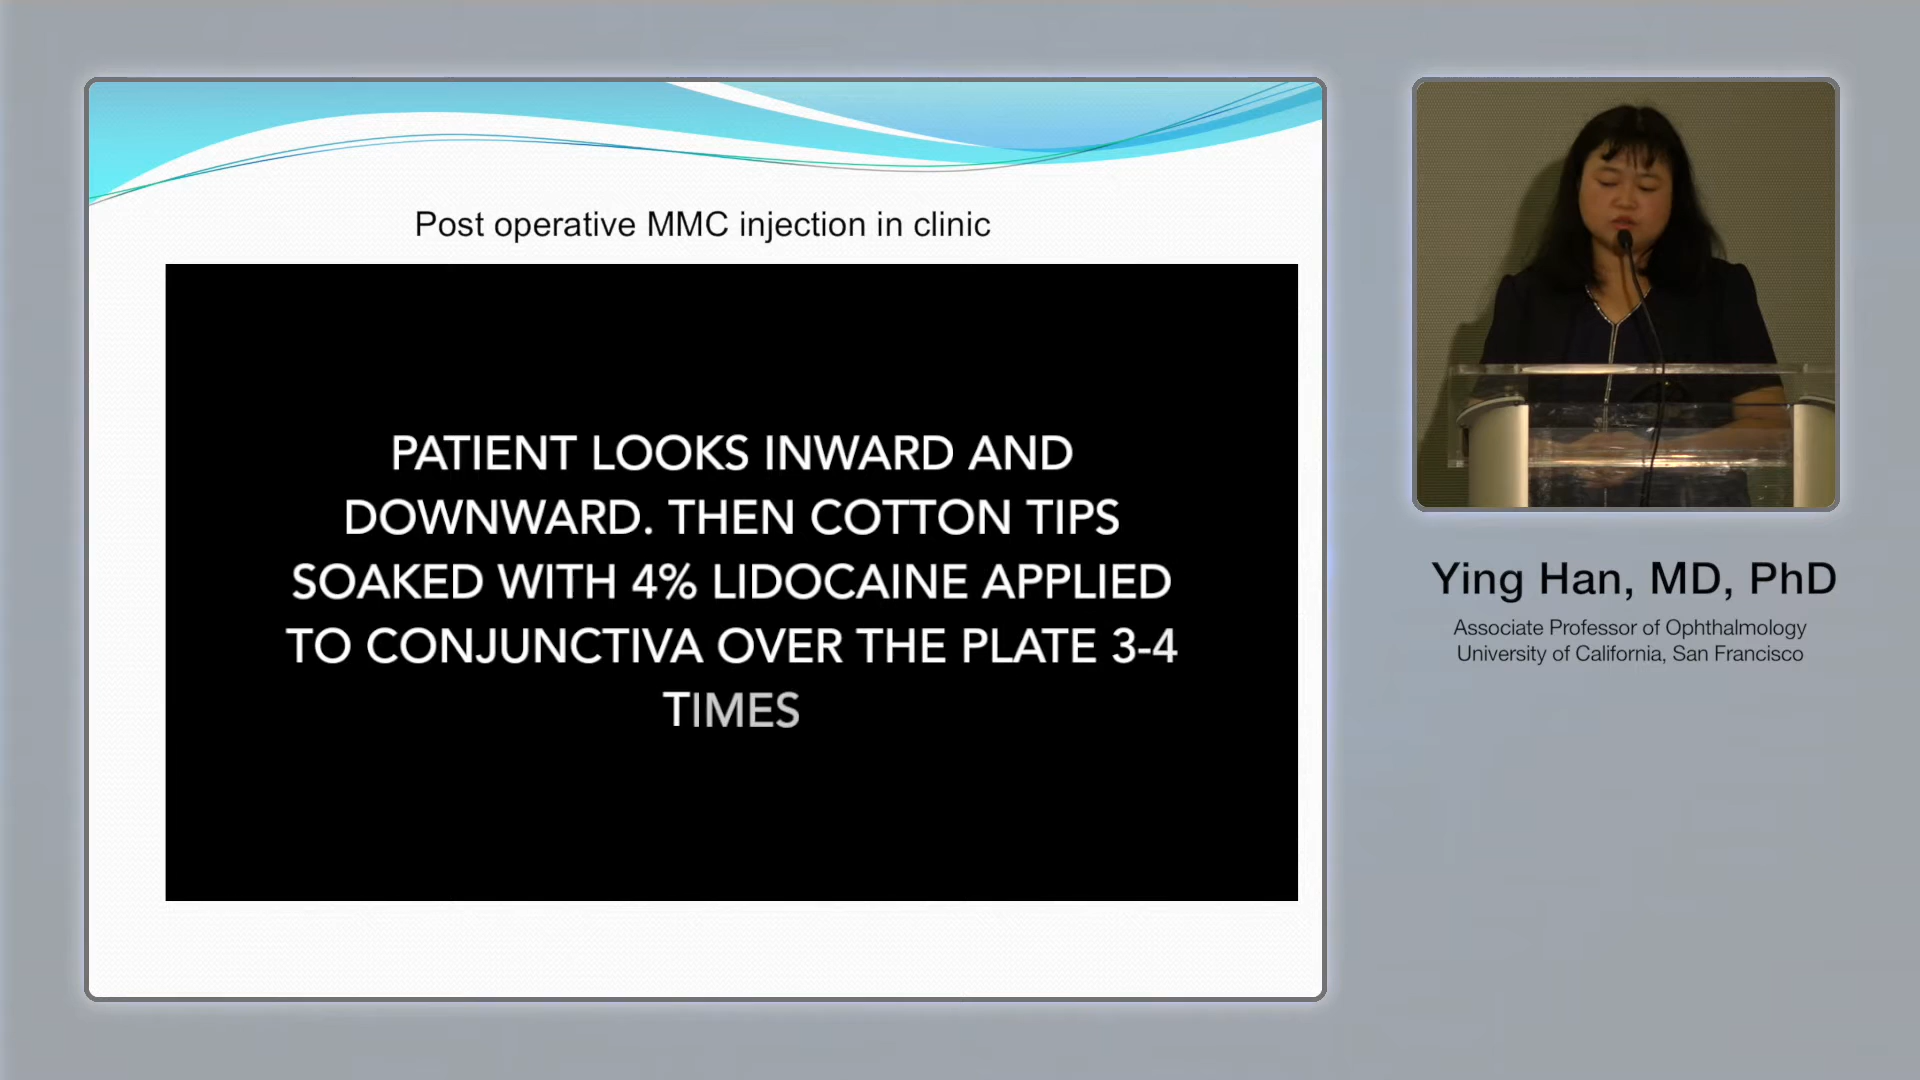 Post operative MMC injection in clinic
PATIENT LOOKS INWARD AND
DOWNWARD. THEN COTTON TIPS
SOAKED WITH 4% LIDOCAINE APPLIED
TO CONJUNCTIVA OVER THE PLATE 3-4
TIMES
Ying Han, MD, PhD
Associate Professor of Ophthalmology
University of California, San Francisco